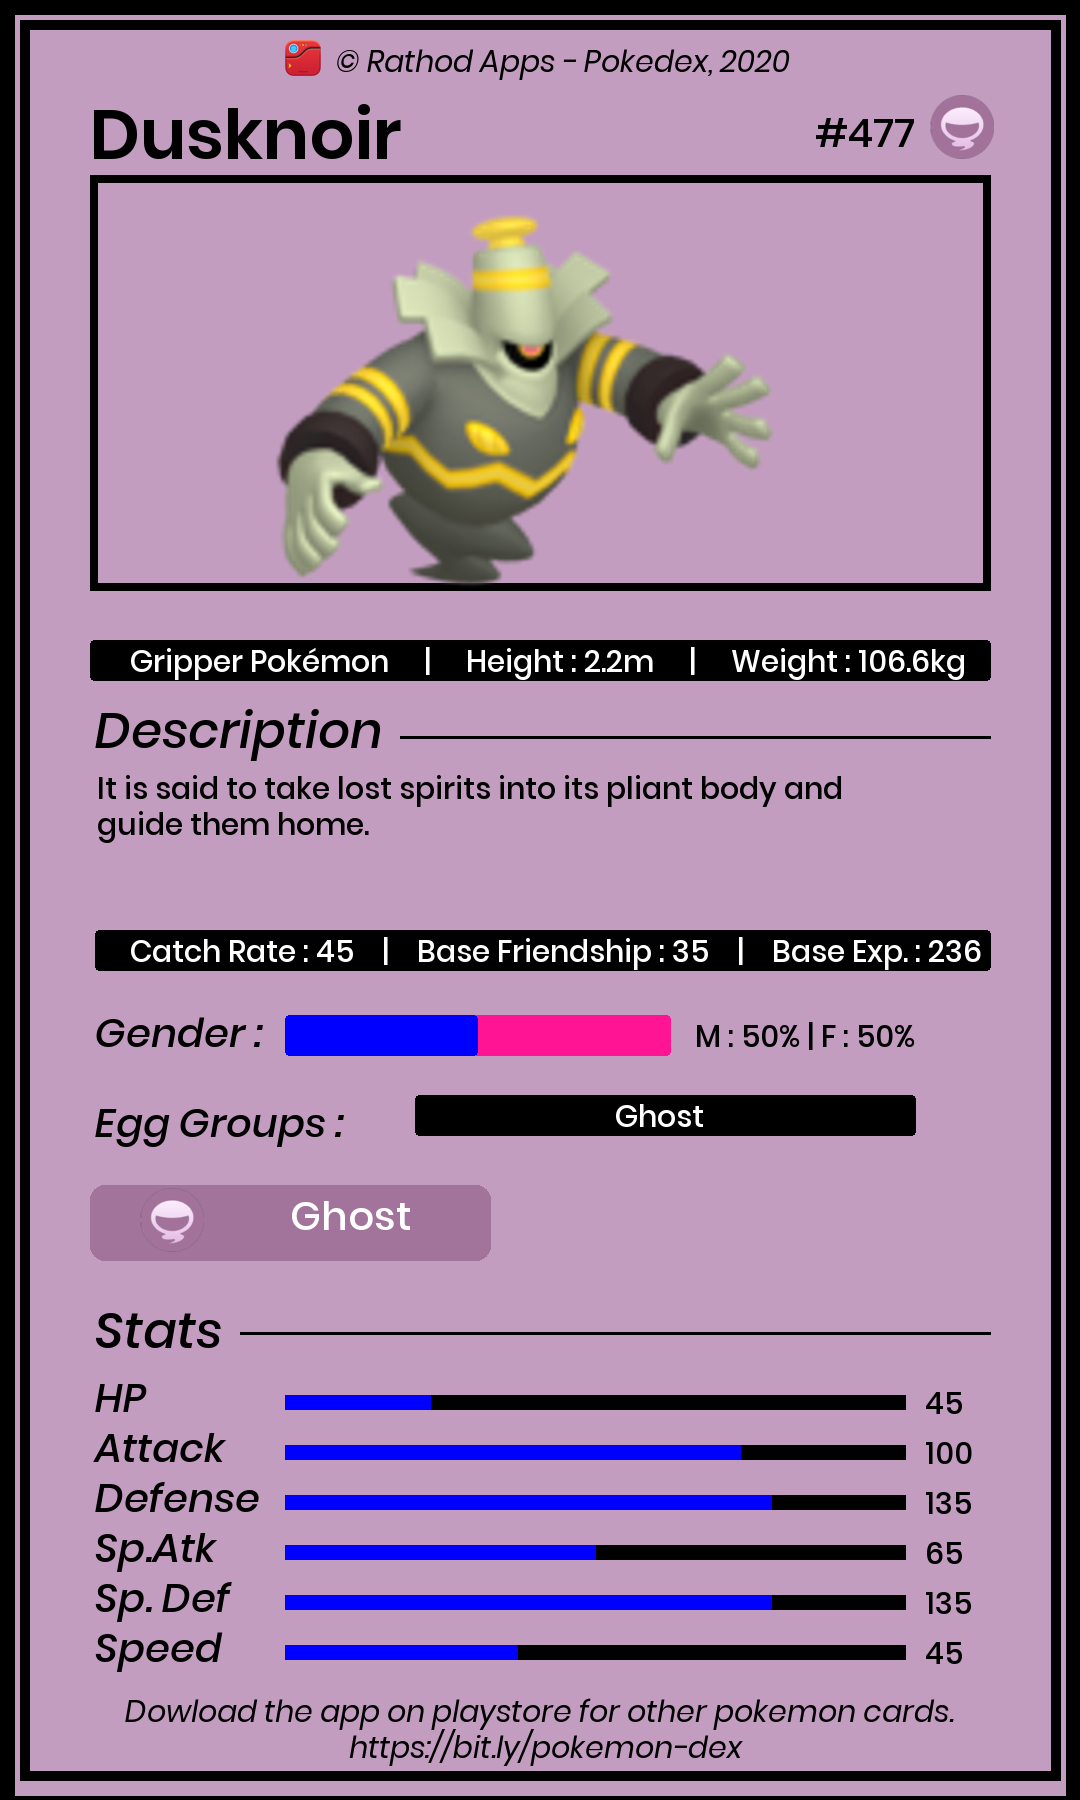 © Rathod Apps - Pokedex, 2020
Dusknoir
#477
Gripper Pokémon | Height : 2.2m | Weight : 106.6kg
Description
It is said to take lost spirits into its pliant body and
guide them home.
Catch Rate : 45 | Base Friendship : 35 | Base Exp. : 236
Gender : M : 50% | F : 50%
Egg Groups : Ghost
Ghost
Stats
HP 45
Attack 100
Defense 135
Sp.Atk 65
Sp. Def 135
Speed 45
Dowload the app on playstore for other pokemon cards.
https://bit.ly/pokemon-dex